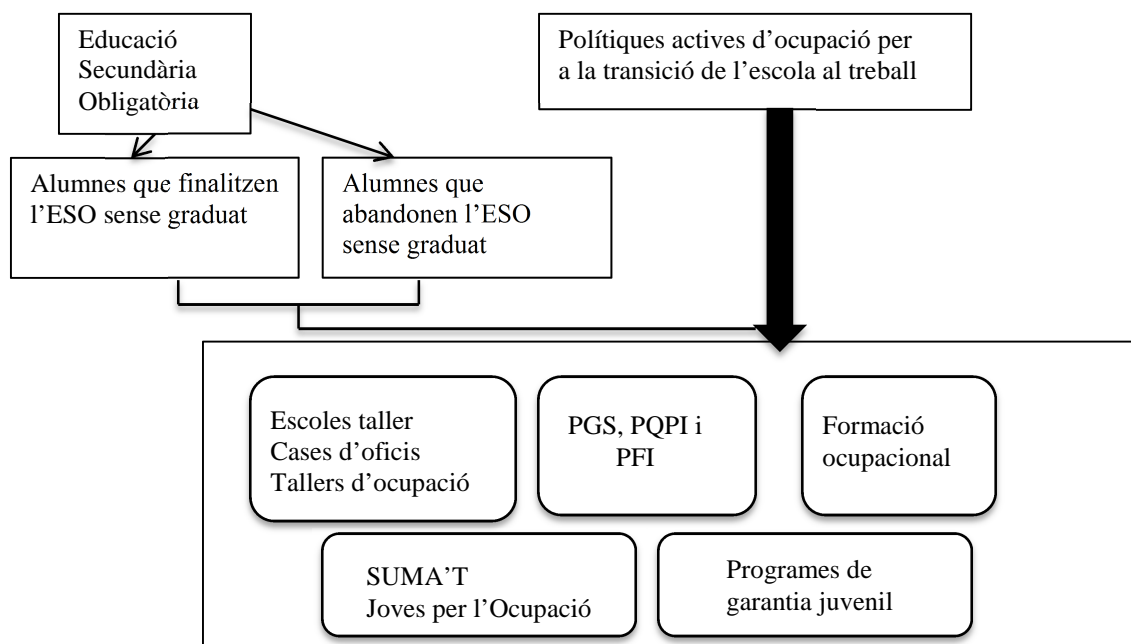 Educació
Secundària
Obligatòria
Polítiques actives d’ocupació per
a la transició de l’escola al treball
Alumnes que finalitzen
l’ESO sense graduat
Alumnes que
abandonen l’ESO
sense graduat
Escoles taller
Cases d’oficis
Tallers d’ocupació
PGS, PQPI i
PFI
Formació
ocupacional
SUMA’T
Joves per l’Ocupació
Programes de
garantia juvenil